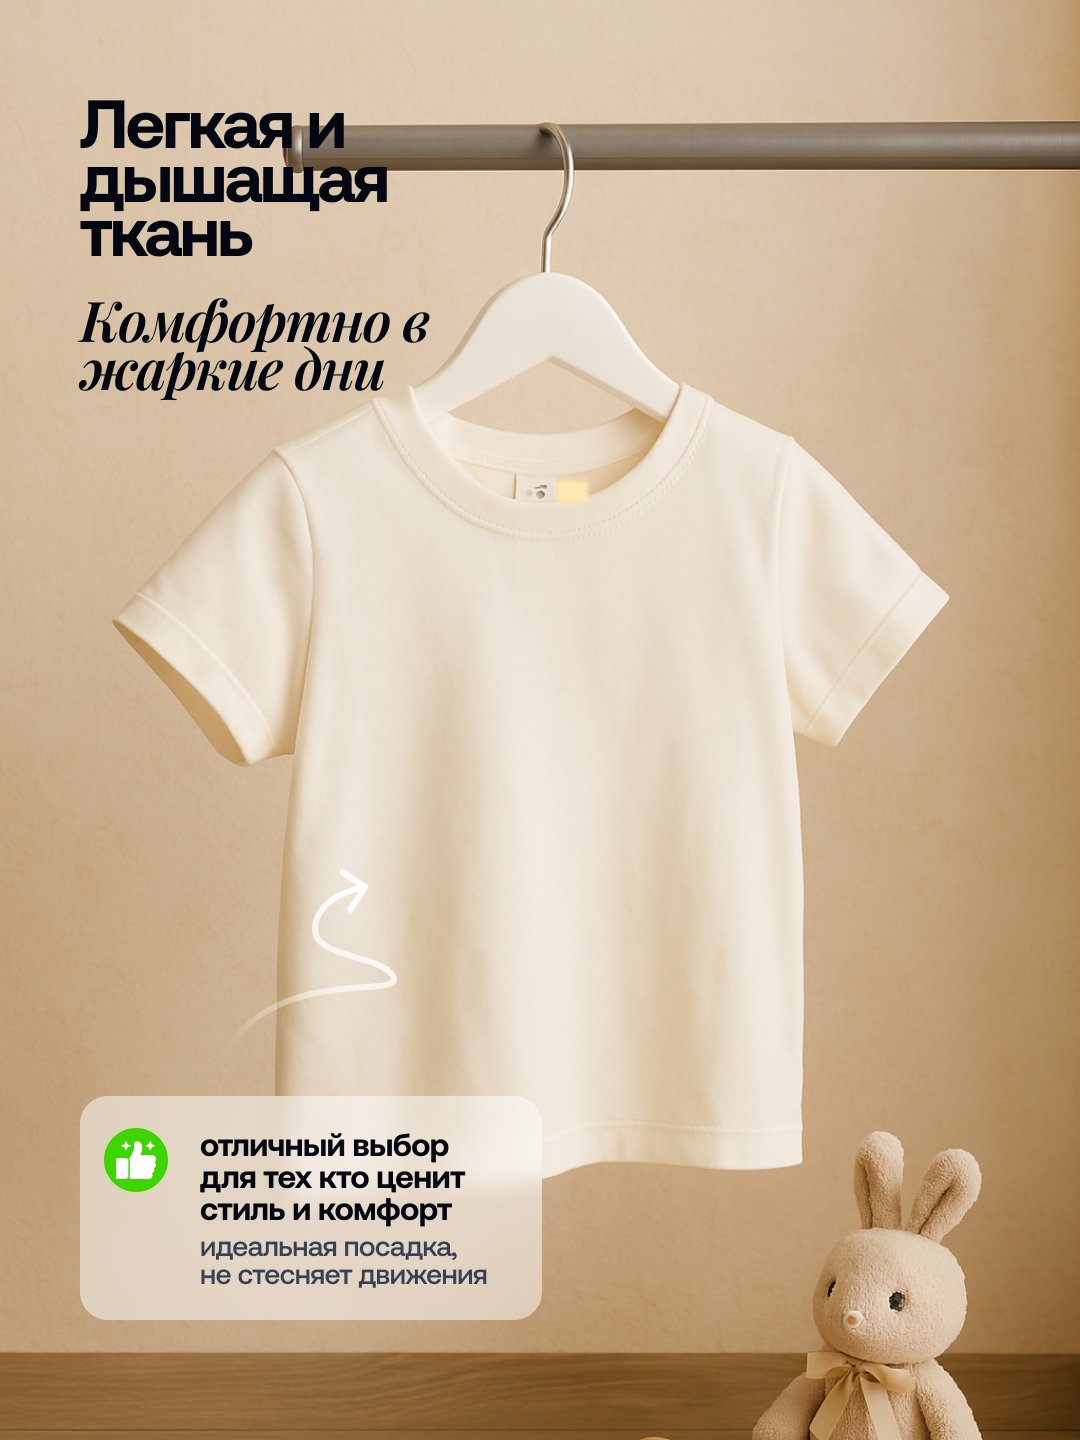 Легкая и
дышащая
ткань
Комфортно в
жаркие дни
отличный выбор
для тех кто ценит
стиль и комфорт
идеальная посадка,
не стесняет движения